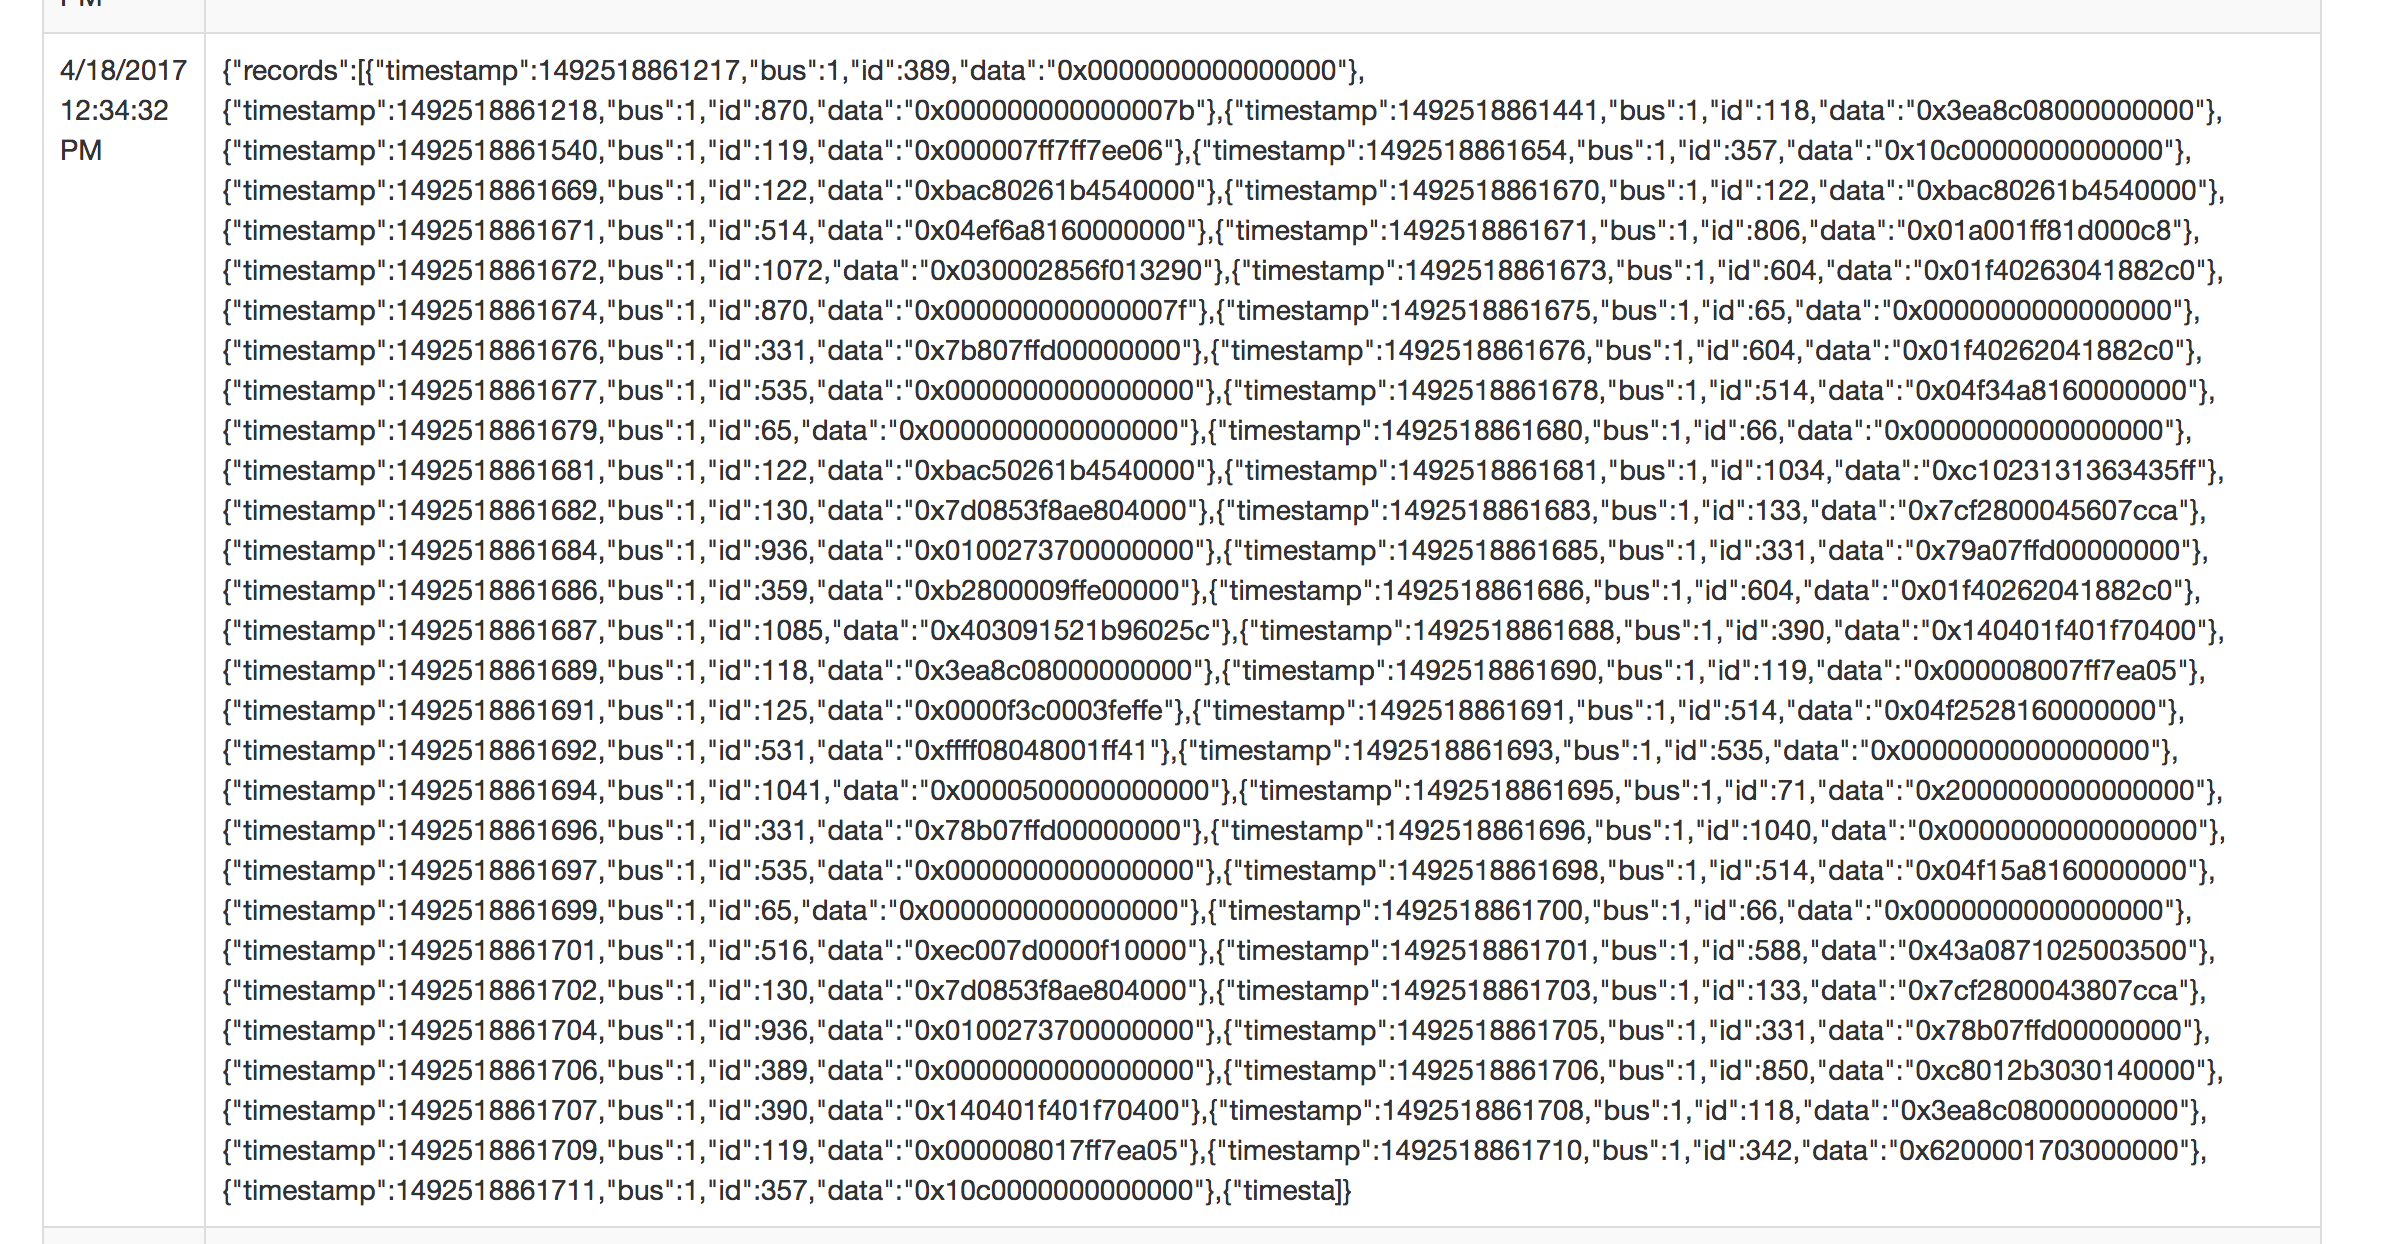 PM
4/18/2017
12:34:32
PM
{"records":[{"timestamp":1492518861217,"bus":1,"id":389,"data":"0x0000000000000000"},
{"timestamp":1492518861218,"bus":1,"id":870,"data":"0x000000000000007b"},{"timestamp":1492518861441,"bus":1,"id":118,"data":"0x3ea8c08000000000"},
{"timestamp":1492518861540,"bus":1,"id":119,"data":"0x000007ff7ff7ee06"},{"timestamp":1492518861654,"bus":1,"id":357,"data":"0x10c0000000000000"},
{"timestamp":1492518861669,"bus":1,"id":122,"data":"0xbac80261b4540000"},{"timestamp":1492518861670,"bus":1,"id":122,"data":"0xbac80261b4540000"},
{"timestamp":1492518861671,"bus":1,"id":514,"data":"0x04ef6a8160000000"},{"timestamp":1492518861671,"bus":1,"id":806,"data":"0x01a001ff81d000c8"},
{"timestamp":1492518861672,"bus":1,"id":1072,"data":"0x030002856f013290"},{"timestamp":1492518861673,"bus":1,"id":604,"data":"0x01f40263041882c0"},
{"timestamp":1492518861674,"bus":1,"id":870,"data":"0x000000000000007f"},{"timestamp":1492518861675,"bus":1,"id":65,"data":"0x0000000000000000"},
{"timestamp":1492518861676,"bus":1,"id":331,"data":"0x7b807ffd00000000"},{"timestamp":1492518861676,"bus":1,"id":604,"data":"0x01f40262041882c0"},
{"timestamp":1492518861677,"bus":1,"id":535,"data":"0x0000000000000000"},{"timestamp":1492518861678,"bus":1,"id":514,"data":"0x04f34a8160000000"},
{"timestamp":1492518861679,"bus":1,"id":65,"data":"0x0000000000000000"},{"timestamp":1492518861680,"bus":1,"id":66,"data":"0x0000000000000000"},
{"timestamp":1492518861681,"bus":1,"id":122,"data":"0xbac50261b4540000"},{"timestamp":1492518861681,"bus":1,"id":1034,"data":"0xc1023131363435ff"},
{"timestamp":1492518861682,"bus":1,"id":130,"data":"0x7d0853f8ae804000"},{"timestamp":1492518861683,"bus":1,"id":133,"data":"0x7cf2800045607cca"},
{"timestamp":1492518861684,"bus":1,"id":936,"data":"0x0100273700000000"},{"timestamp":1492518861685,"bus":1,"id":331,"data":"0x79a07ffd00000000"},
{"timestamp":1492518861686,"bus":1,"id":359,"data":"0xb2800009ffe00000"},{"timestamp":1492518861686,"bus":1,"id":604,"data":"0x01f40262041882c0"},
{"timestamp":1492518861687,"bus":1,"id":1085,"data":"0x403091521b96025c"},{"timestamp":1492518861688,"bus":1,"id":390,"data":"0x140401f401f70400"},
{"timestamp":1492518861689,"bus":1,"id":118,"data":"0x3ea8c08000000000"},{"timestamp":1492518861690,"bus":1,"id":119,"data":"0x000008007ff7ea05"},
{"timestamp":1492518861691,"bus":1,"id":125,"data":"0x0000f3c0003feffe"},{"timestamp":1492518861691,"bus":1,"id":514,"data":"0x04f2528160000000"},
{"timestamp":1492518861692,"bus":1,"id":531,"data":"0xffff08048001ff41"},{"timestamp":1492518861693,"bus":1,"id":535,"data":"0x0000000000000000"},
{"timestamp":1492518861694,"bus":1,"id":1041,"data":"0x0000500000000000"},{"timestamp":1492518861695,"bus":1,"id":71,"data":"0x2000000000000000"},
{"timestamp":1492518861696,"bus":1,"id":331,"data":"0x78b07ffd00000000"},{"timestamp":1492518861696,"bus":1,"id":1040,"data":"0x0000000000000000"},
{"timestamp":1492518861697,"bus":1,"id":535,"data":"0x0000000000000000"},{"timestamp":1492518861698,"bus":1,"id":514,"data":"0x04f15a8160000000"},
{"timestamp":1492518861699,"bus":1,"id":65,"data":"0x0000000000000000"},{"timestamp":1492518861700,"bus":1,"id":66,"data":"0x0000000000000000"},
{"timestamp":1492518861701,"bus":1,"id":516,"data":"0xec007d0000f10000"},{"timestamp":1492518861701,"bus":1,"id":588,"data":"0x43a0871025003500"},
{"timestamp":1492518861702,"bus":1,"id":130,"data":"0x7d0853f8ae804000"},{"timestamp":1492518861703,"bus":1,"id":133,"data":"0x7cf2800043807cca"},
{"timestamp":1492518861704,"bus":1,"id":936,"data":"0x0100273700000000"},{"timestamp":1492518861705,"bus":1,"id":331,"data":"0x78b07ffd00000000"},
{"timestamp":1492518861706,"bus":1,"id":389,"data":"0x0000000000000000"},{"timestamp":1492518861706,"bus":1,"id":850,"data":"0xc8012b3030140000"},
{"timestamp":1492518861707,"bus":1,"id":390,"data":"0x140401f401f70400"},{"timestamp":1492518861708,"bus":1,"id":118,"data":"0x3ea8c08000000000"},
{"timestamp":1492518861709,"bus":1,"id":119,"data":"0x000008017ff7ea05"},{"timestamp":1492518861710,"bus":1,"id":342,"data":"0x6200001703000000"},
{"timestamp":1492518861711,"bus":1,"id":357,"data":"0x10c0000000000000"},{"timesta]}